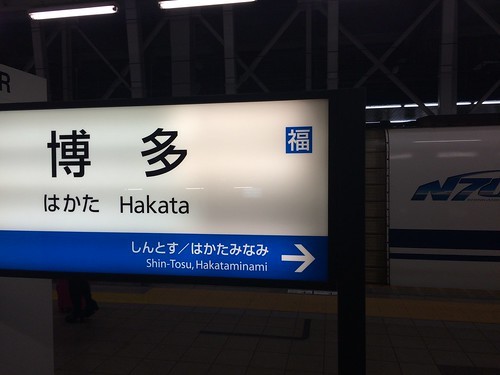 R
博多
福
はかた Hakata
しんとす／はかたみなみ
Shin-Tosu, Hakataminami
N70